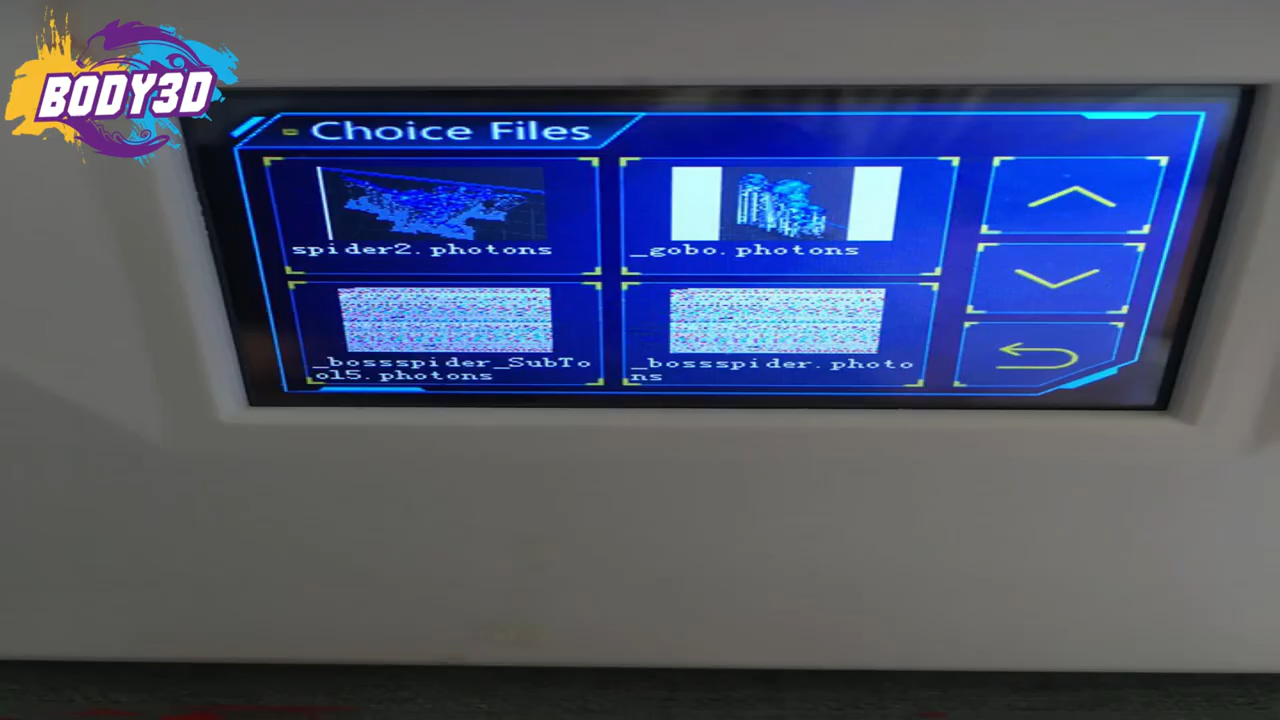 BODY3D
Choice Files
spider2.photons
_gobo.photons
_bossspider_SubTo
ol5.photons
_bossspider.photo
ns